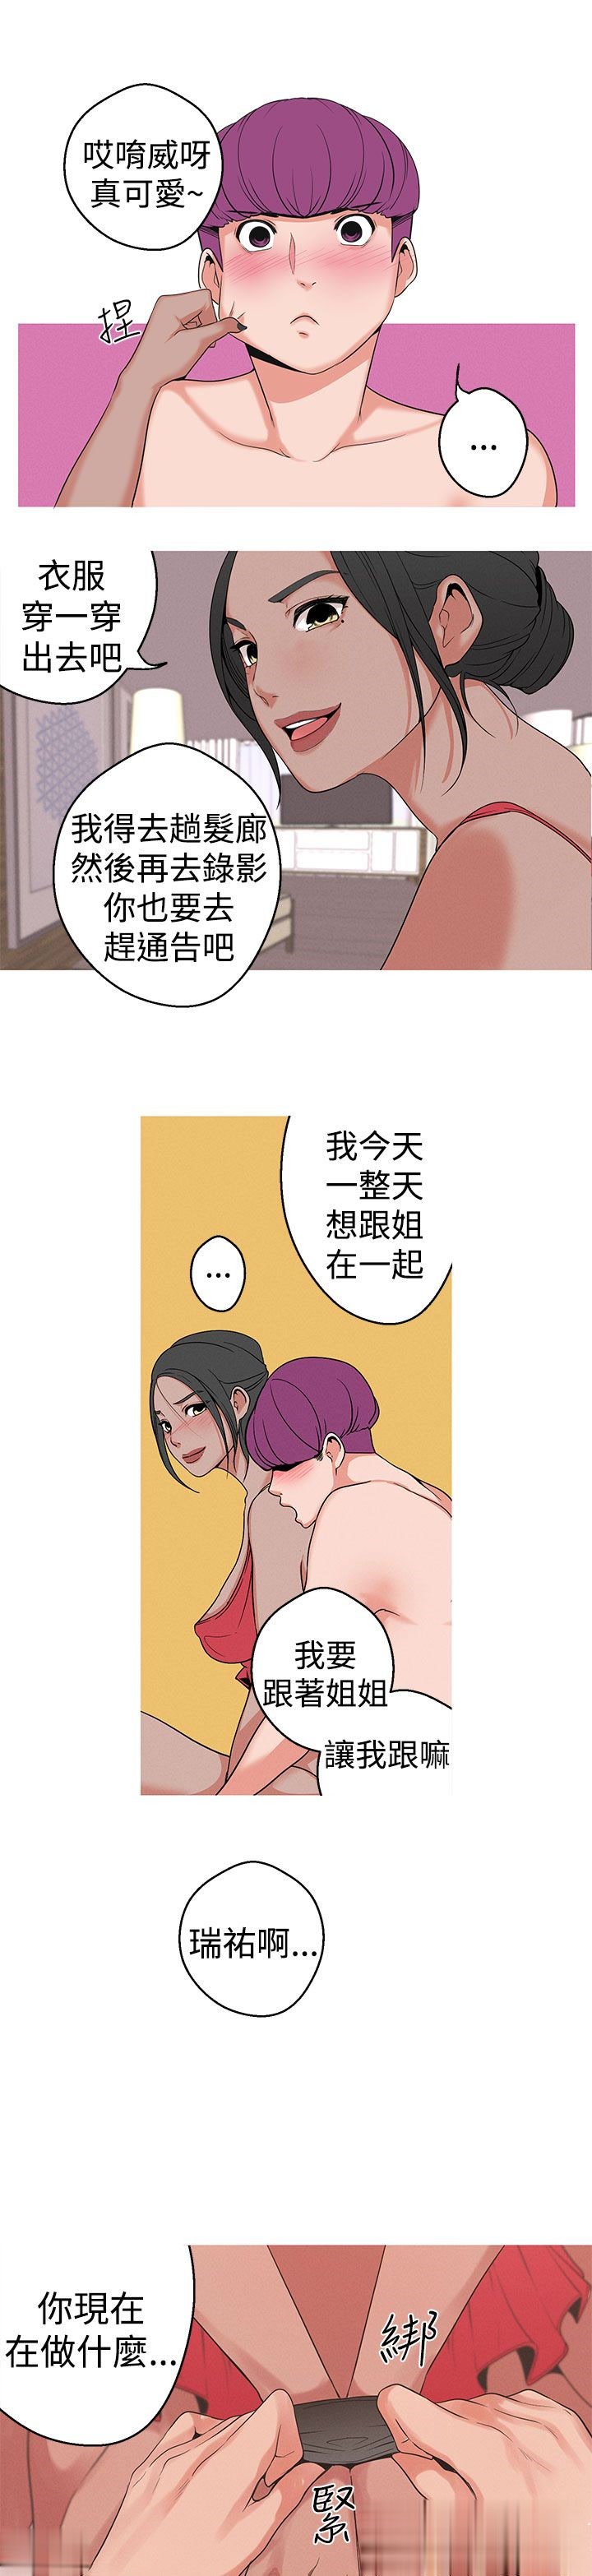 哎唷威呀
真可愛~
捏
...
衣服
穿一穿
出去吧
我得去趟髮廊
然後再去錄影
你也要去
趕通告吧
我今天
一整天
想跟姐
在一起
...
我要
跟著姐姐
讓我跟嘛
瑞祐啊...
你現在
在做什麼...
綁
緊